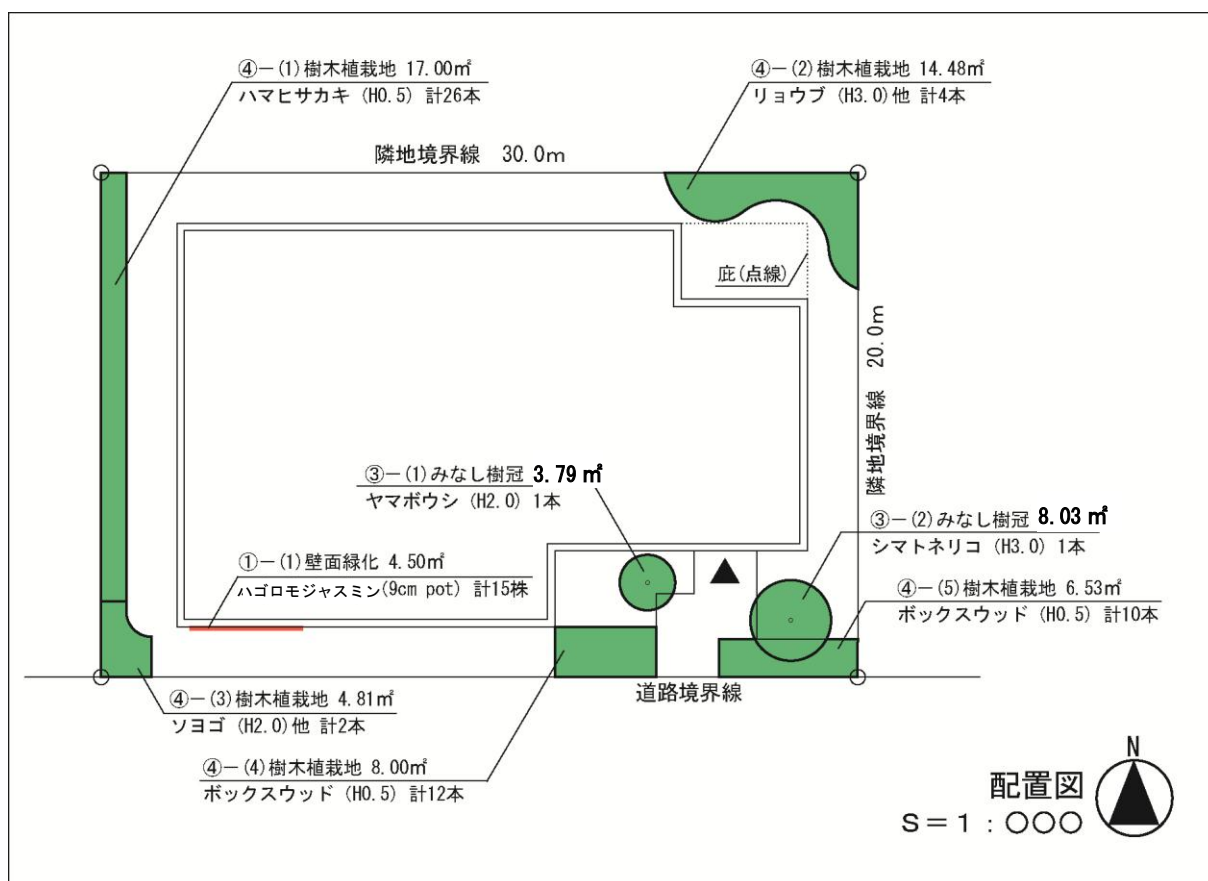 ④－(1)樹木植栽地 17.00㎡
ハマヒサカキ (H0.5) 計26本
④－(2)樹木植栽地 14.48㎡
リョウブ (H3.0)他 計4本
隣地境界線 30.0m
庇(点線)
隣地境界線 20.0m
③－(1)みなし樹冠 3.79㎡
ヤマボウシ (H2.0) 1本
③－(2)みなし樹冠 8.03㎡
シマトネリコ (H3.0) 1本
①－(1)壁面緑化 4.50㎡
ハゴロモジャスミン(9cm pot) 計15株
④－(5)樹木植栽地 6.53㎡
ボックスウッド (H0.5) 計10本
道路境界線
④－(3)樹木植栽地 4.81㎡
ソヨゴ (H2.0)他 計2本
④－(4)樹木植栽地 8.00㎡
ボックスウッド (H0.5) 計12本
N
配置図
S＝1：○○○